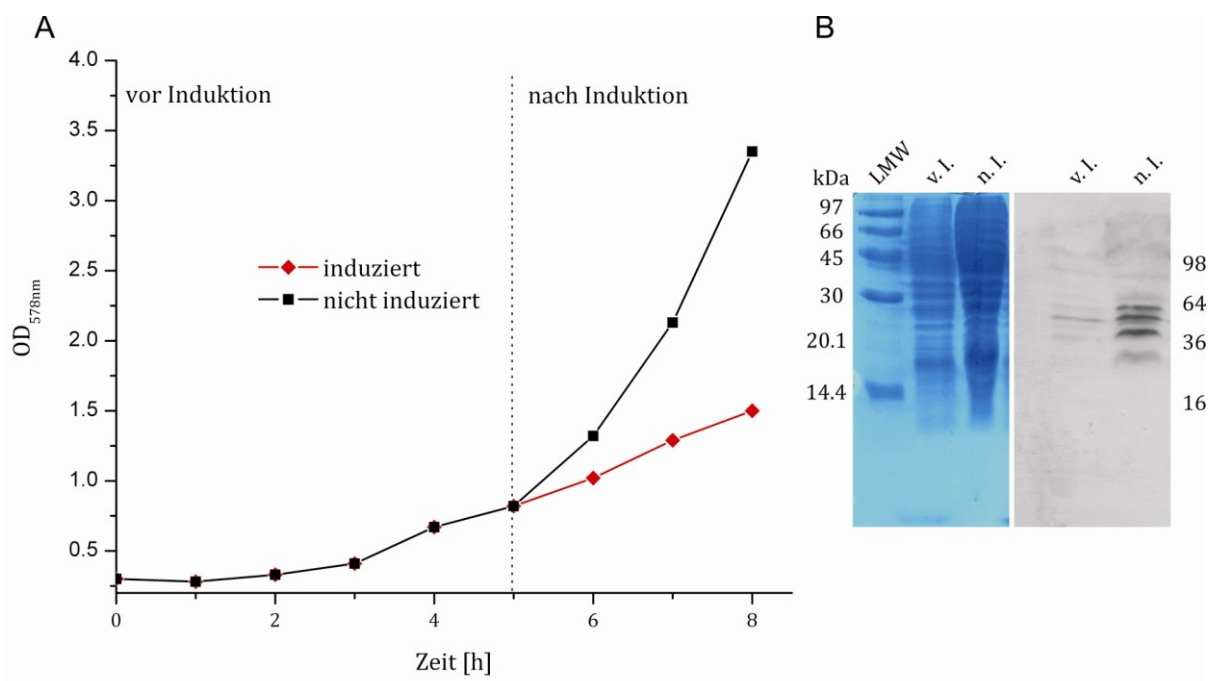 A
B
4.0
3.5
3.0
2.5
2.0
1.5
1.0
0.5
OD578nm
vor Induktion
nach Induktion
induziert
nicht induziert
0
2
4
6
8
Zeit [h]
kDa
LMW
v. I.
n. I.
v. I.
n. I.
97
66
45
30
20.1
14.4
98
64
36
16